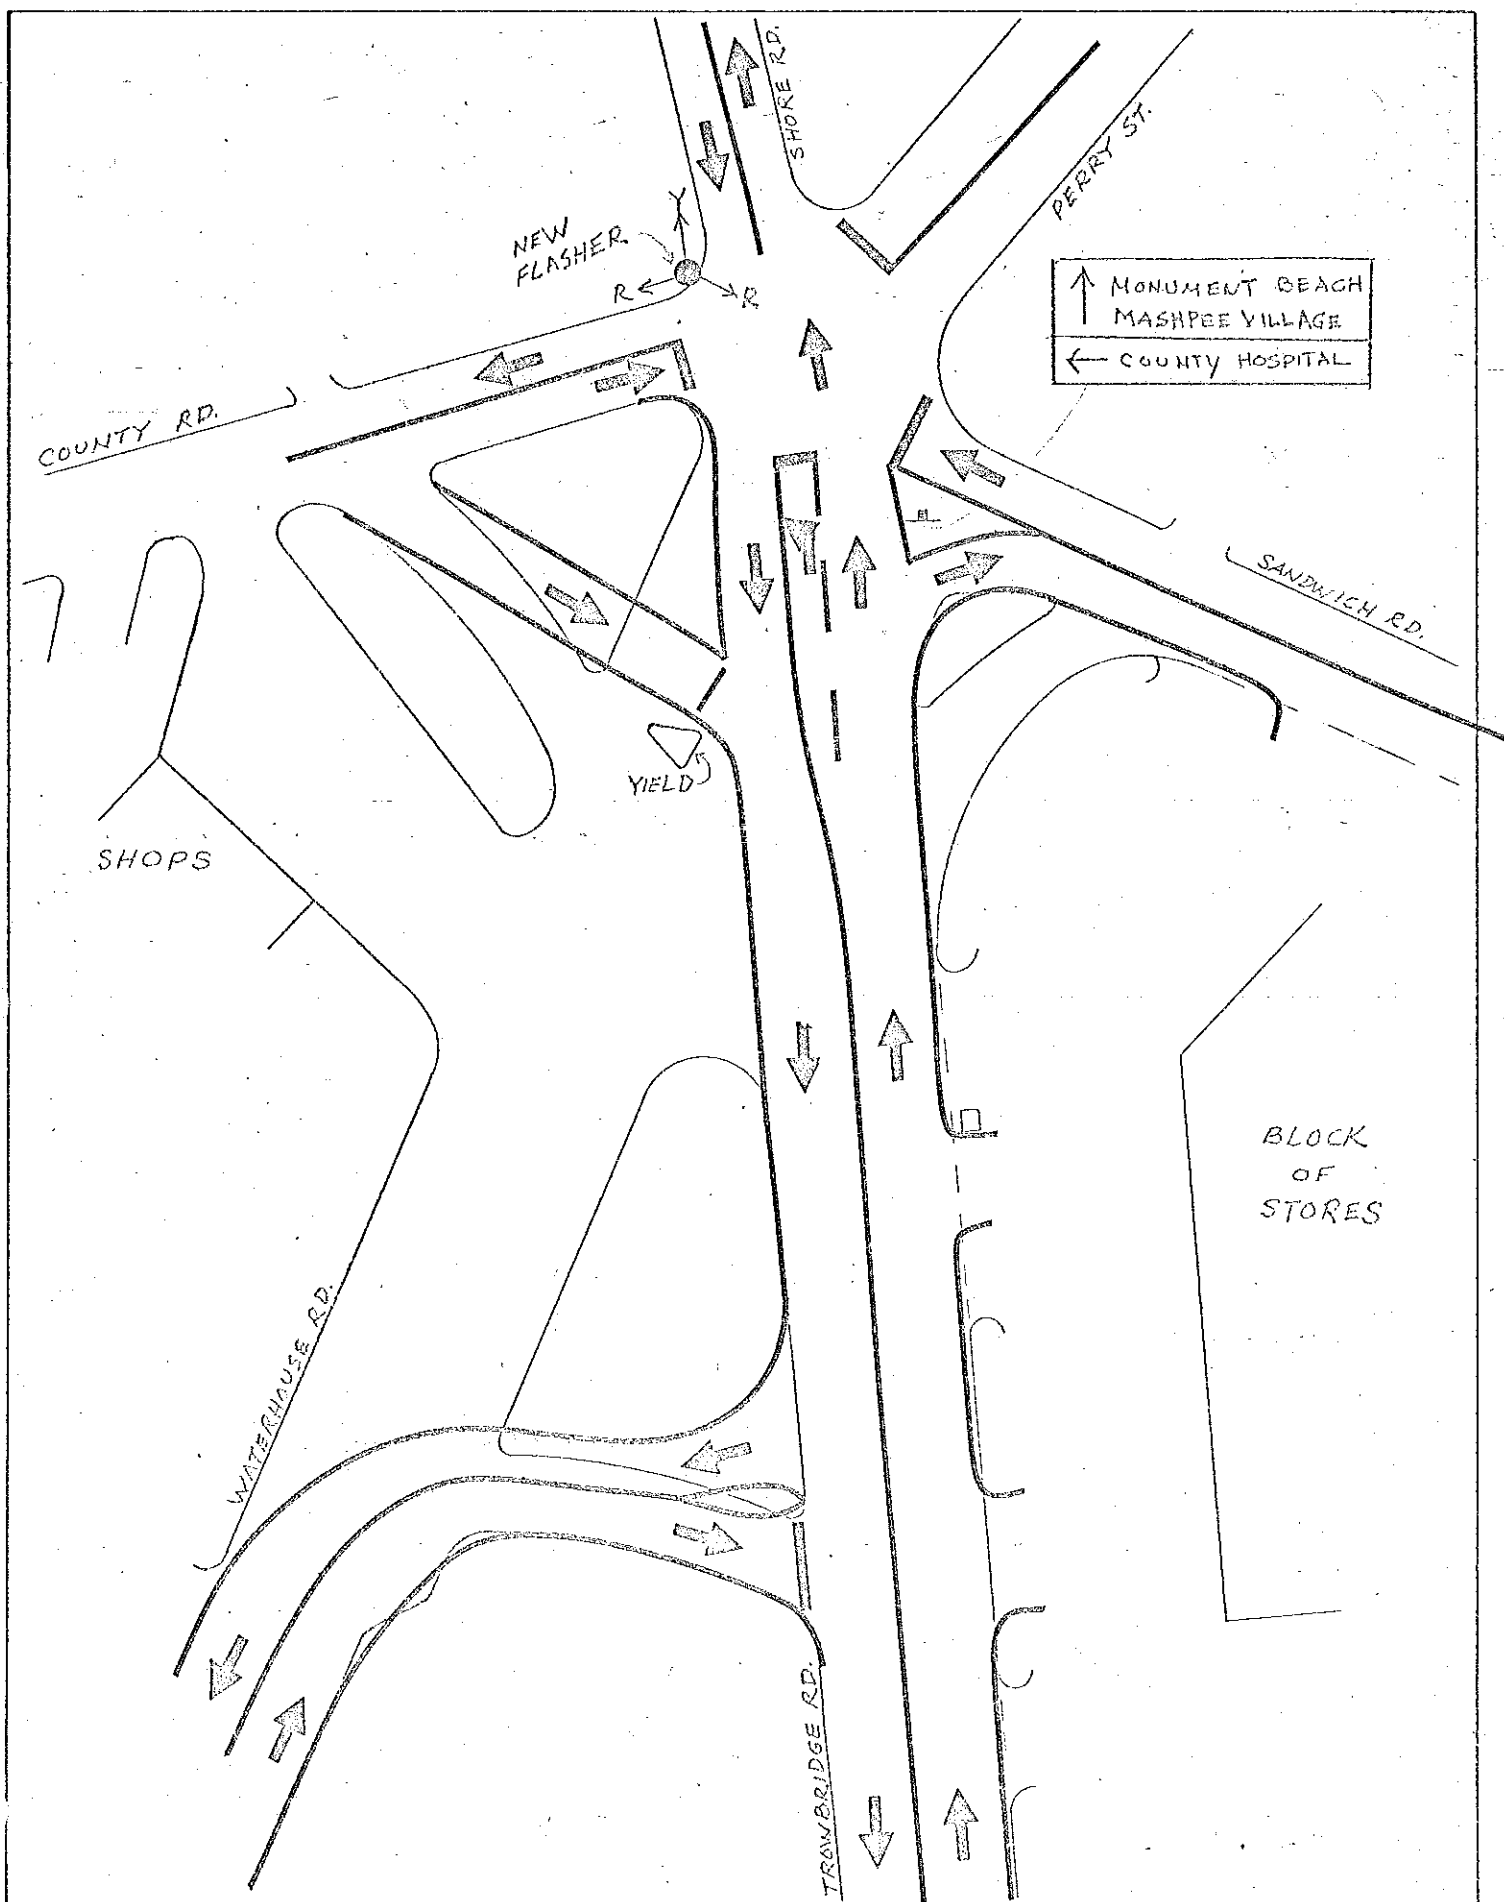 SHORE RD.
PERRY ST.
NEW
FLASHER
Y
R
R
↑ MONUMENT BEACH
MASHPEE VILLAGE
← COUNTY HOSPITAL
COUNTY RD.
SANDWICH RD.
YIELD
SHOPS
BLOCK
OF
STORES
WATERHOUSE RD.
TROWBRIDGE RD.